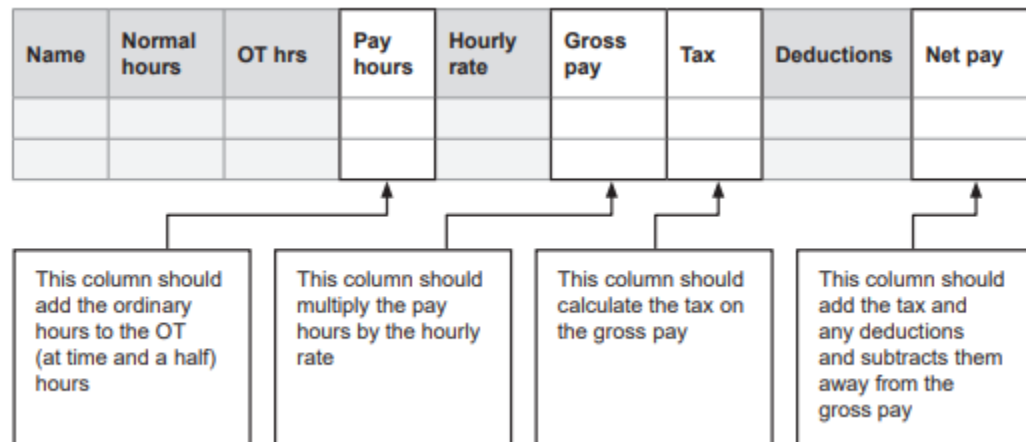 Name
Normal
hours
OT hrs
Pay
hours
Hourly
rate
Gross
pay
Tax
Deductions
Net pay
This column should
add the ordinary
hours to the OT
(at time and a half)
hours
This column should
multiply the pay
hours by the hourly
rate
This column should
calculate the tax on
the gross pay
This column should
add the tax and
any deductions
and subtracts them
away from the
gross pay